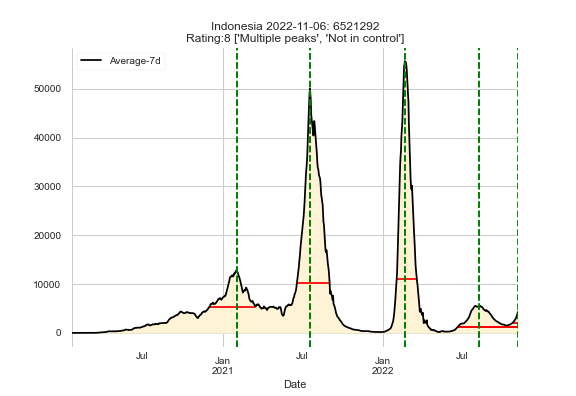 Indonesia 2022-11-06: 6521292
Rating:8 ['Multiple peaks', 'Not in control']
Average-7d
50000
40000
30000
20000
10000
0
Jul
Jan
2021
Jul
Jan
2022
Jul
Date